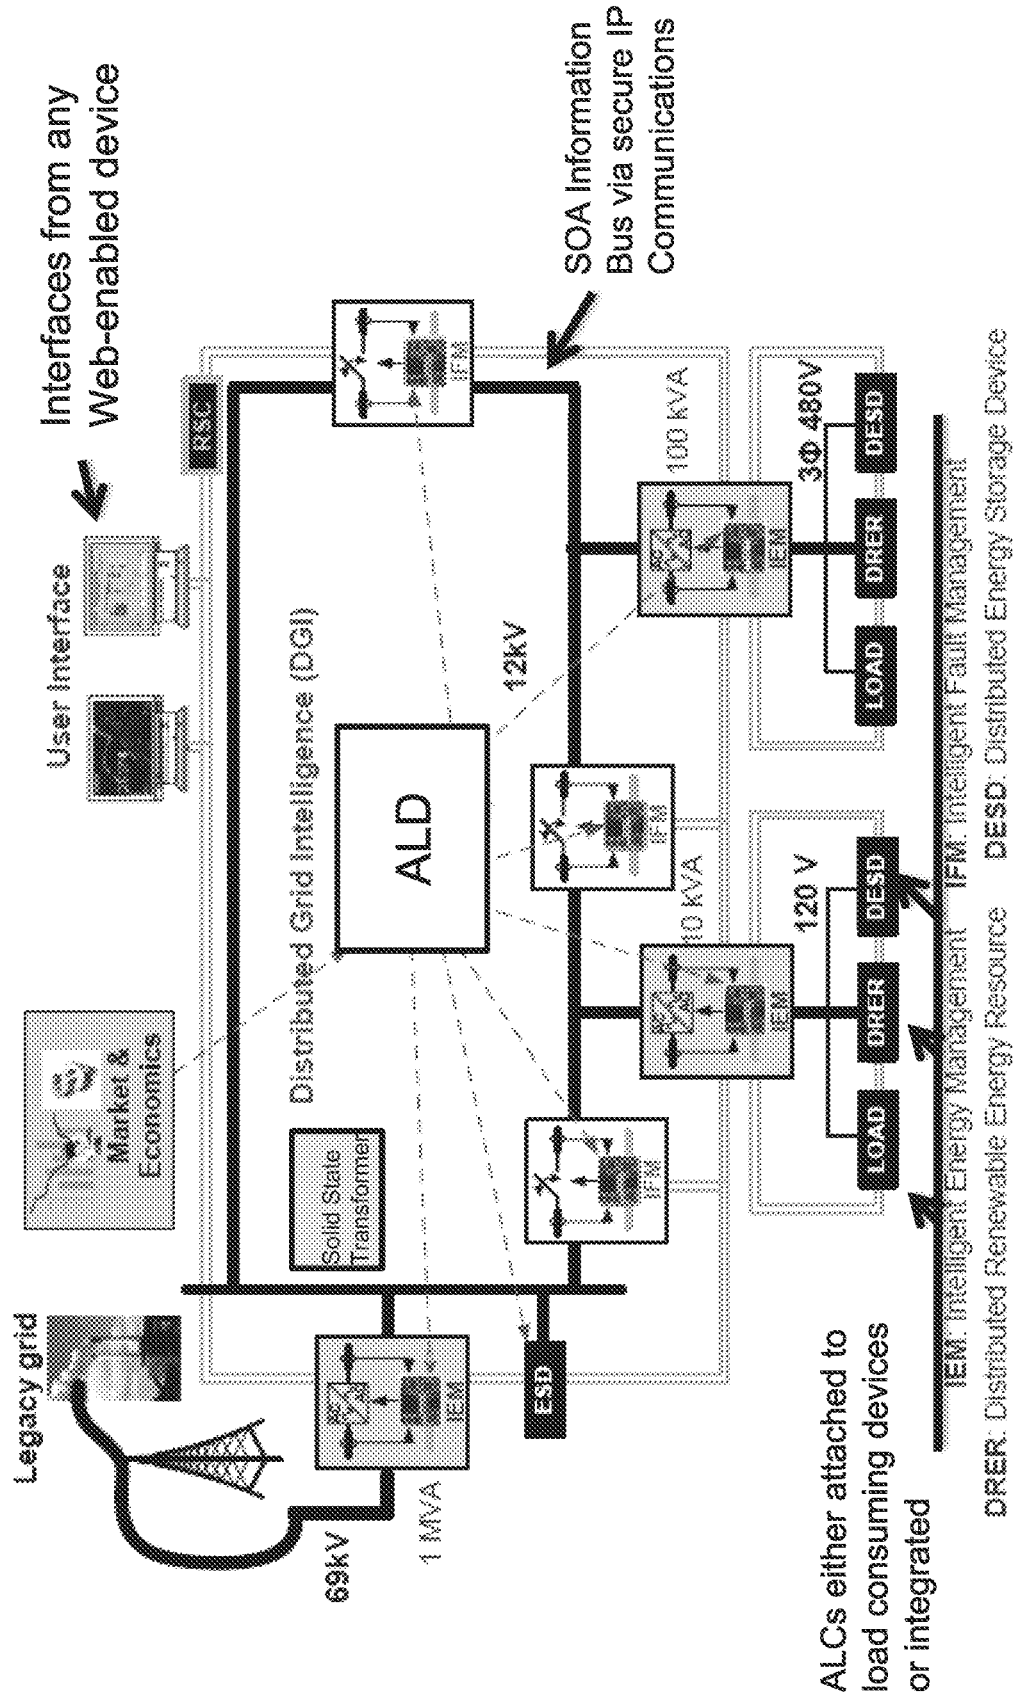 Interfaces from any
Web-enabled device
User Interface
RSC
Legacy grid
Market &
Economics
Distributed Grid Intelligence (DGI)
Solid State
Transformer
ALD
IFM
SOA Information
Bus via secure IP
Communications
69kV
1 MVA
IEM
ESD
12kV
IFM
IFM
10 kVA
IEM
100 kVA
IEM
120 V
LOAD
DRER
DESD
3Φ 480V
LOAD
DRER
DESD
ALCs either attached to
load consuming devices
or integrated
IEM: Intelligent Energy Management IFM: Intelligent Fault Management
DRER: Distributed Renewable Energy Resource DESD: Distributed Energy Storage Device